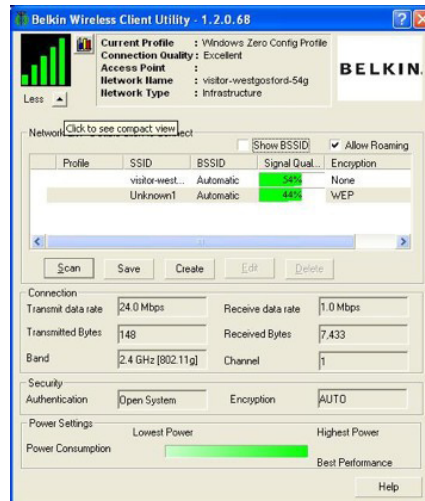 Belkin Wireless Client Utility - 1.2.0.68
Current Profile : Windows Zero Config Profile
Connection Quality : Excellent
Access Point :
Network Name : visitor-westgosford-54g
Network Type : Infrastructure
BELKIN.
Less
Click to see compact view
Show BSSID Allow Roaming
Profile SSID BSSID Signal Qual... Encryption
visitor-west... Automatic 54% None
Unknown1 Automatic 44% WEP
Scan Save Create Edit Delete
Connection
Transmit data rate 24.0 Mbps Receive data rate 1.0 Mbps
Transmitted Bytes 148 Received Bytes 7,433
Band 2.4 GHz [802.11g] Channel 1
Security
Authentication Open System Encryption AUTO
Power Settings
Lowest Power Highest Power
Power Consumption
Best Performance
Help